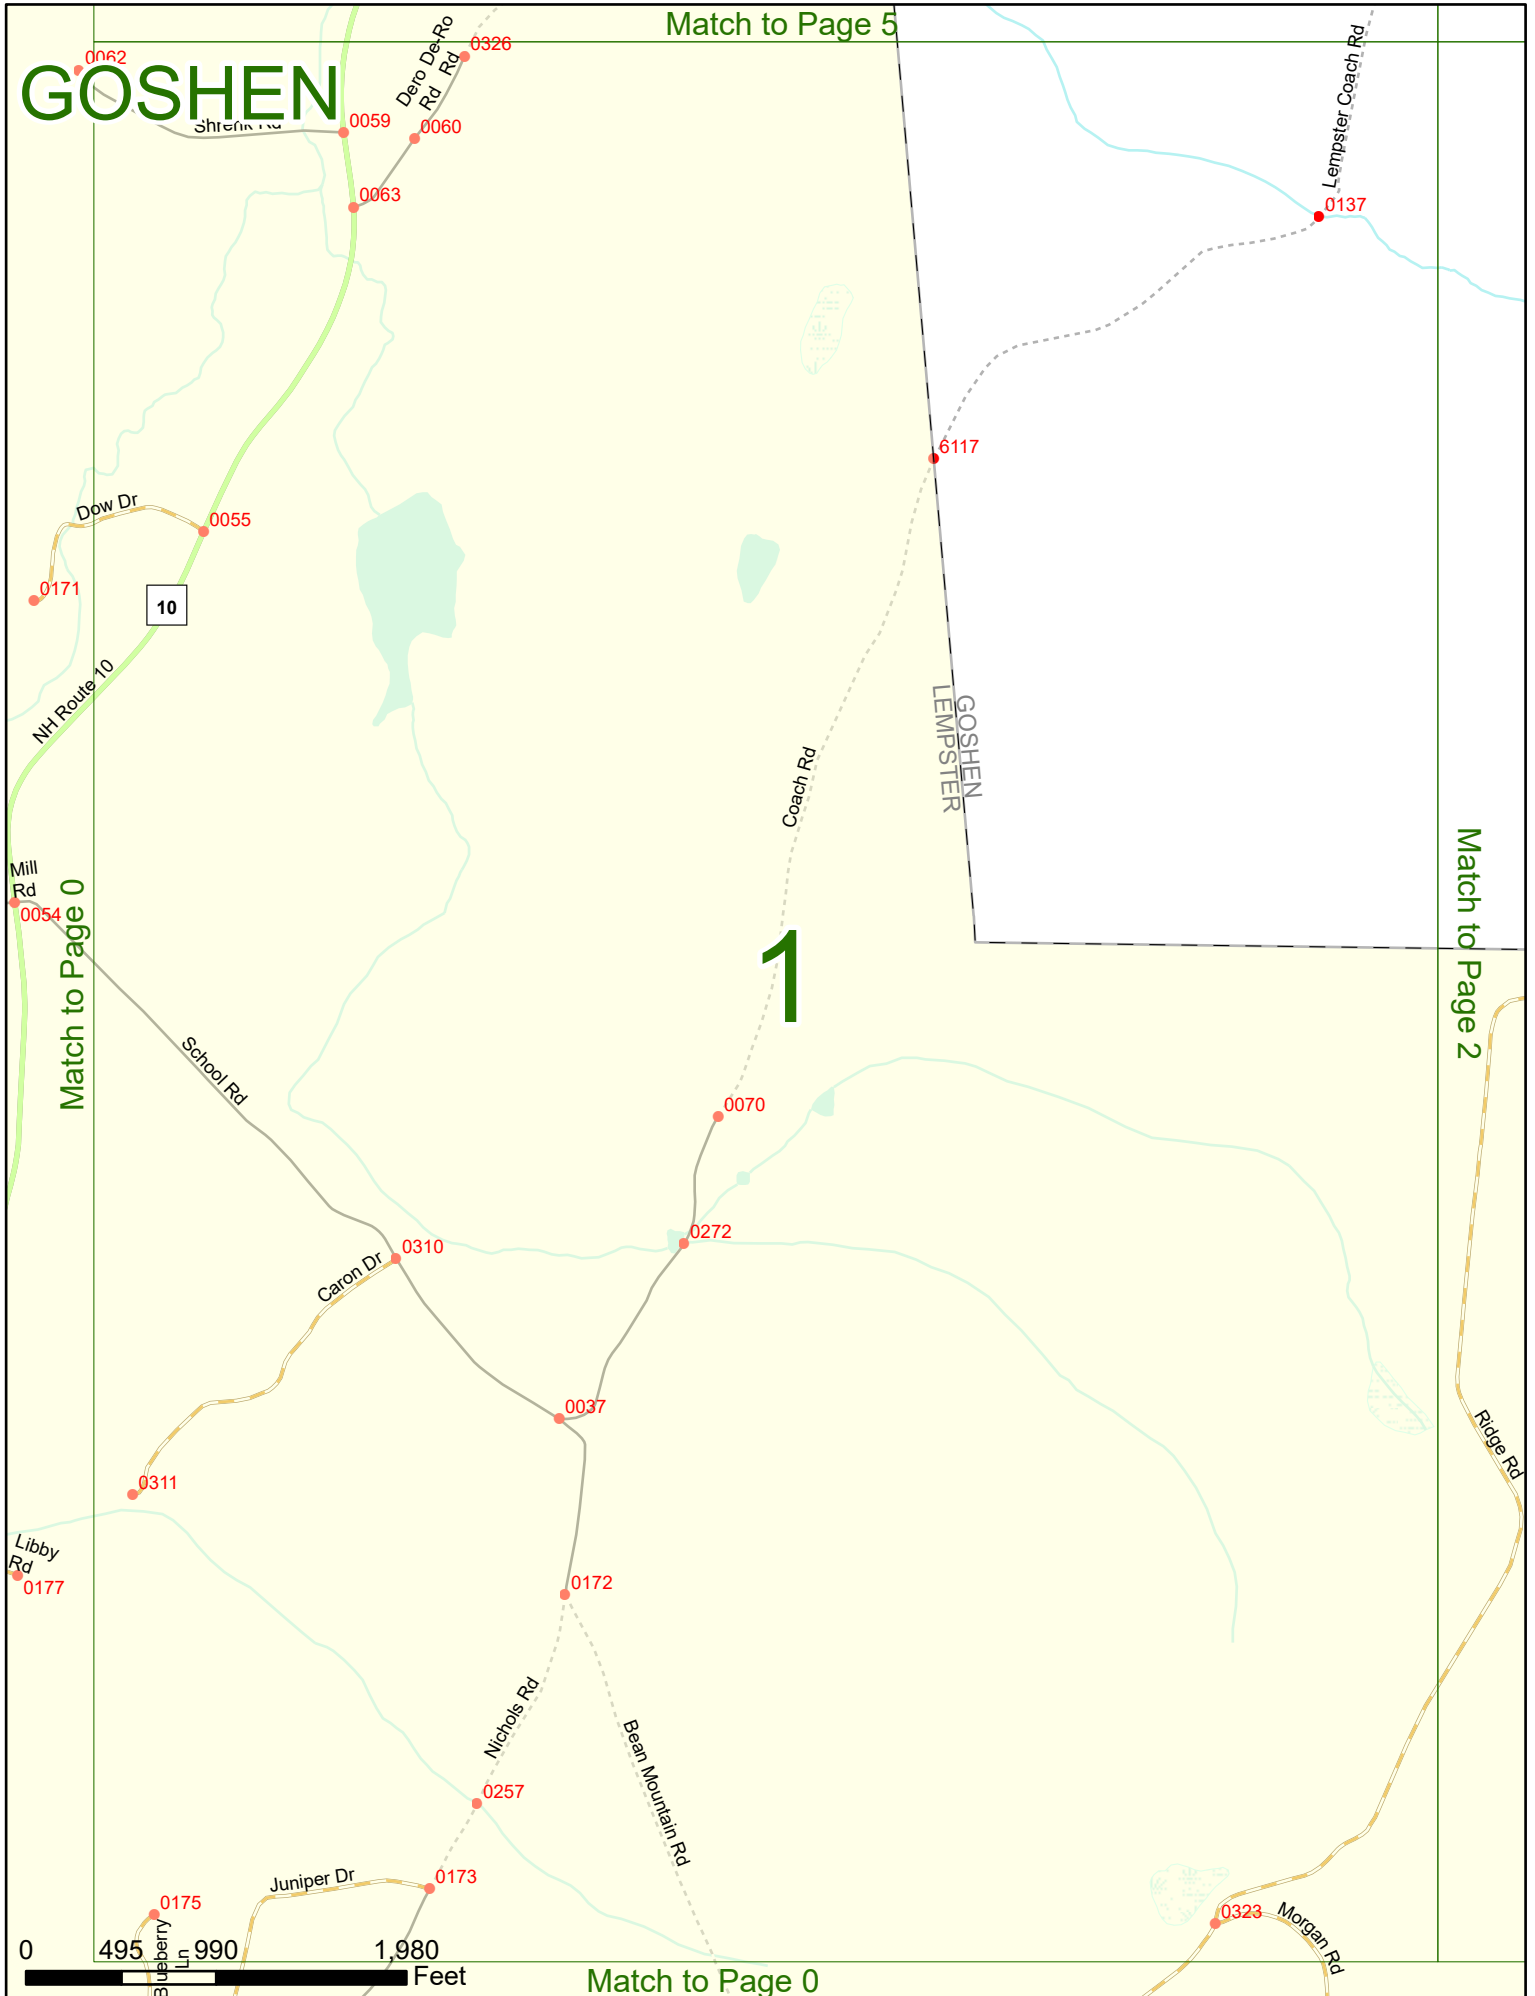 Match to Page 5
GOSHEN
0062
Shrenk Rd
0059
Dero De-Ro
Rd Rd
0326
0060
0063
Lempster Coach Rd
0137
6117
Dow Dr
0055
0171
10
NH Route 10
GOSHEN
LEMPSTER
Coach Rd
Mill
Rd
0054
Match to Page 0
Match to Page 2
1
School Rd
0070
0272
0310
Caron Dr
0037
0311
Ridge Rd
Libby
Rd
0177
0172
Nichols Rd
Bean Mountain Rd
0257
Juniper Dr
0173
0175
Blueberry
Ln
0323
Morgan Rd
0 495 990 1,980
Feet
Match to Page 0